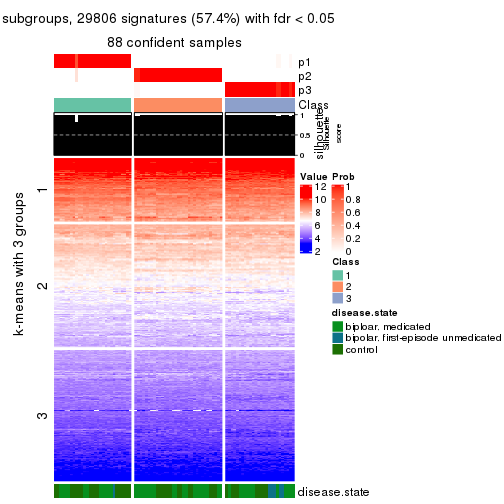 subgroups, 29806 signatures (57.4%) with fdr < 0.05
88 confident samples
p1
p2
p3
Class
silhouette
Silhouette
score
1
0.5
0
k-means with 3 groups
1
2
3
Value
12
10
8
6
4
2
Prob
1
0.8
0.6
0.4
0.2
0
Class
1
2
3
disease.state
biploar. medicated
bipolar. first-episode unmedicated
control
disease.state